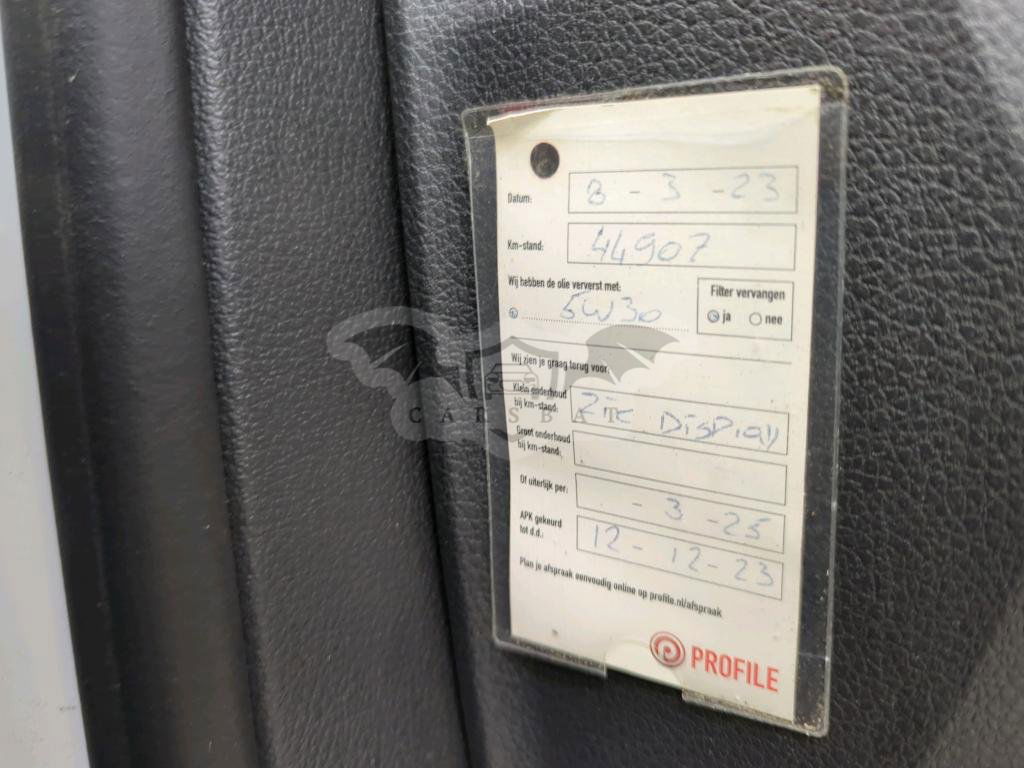 Datum: 8 - 3 - 23
Km-stand: 44907
Wij hebben de olie ververst met:
5W30
Filter vervangen
ja nee
Wij zien je graag terug voor:
Klein onderhoud
bij km-stand: Zie Display
Groot onderhoud
bij km-stand:
Of uiterlijk per: - 3 - 25
APK gekeurd
tot d.d.: 12-12-23
Plan je afspraak eenvoudig online op profile.nl/afspraak
PROFILE
CARSBAT